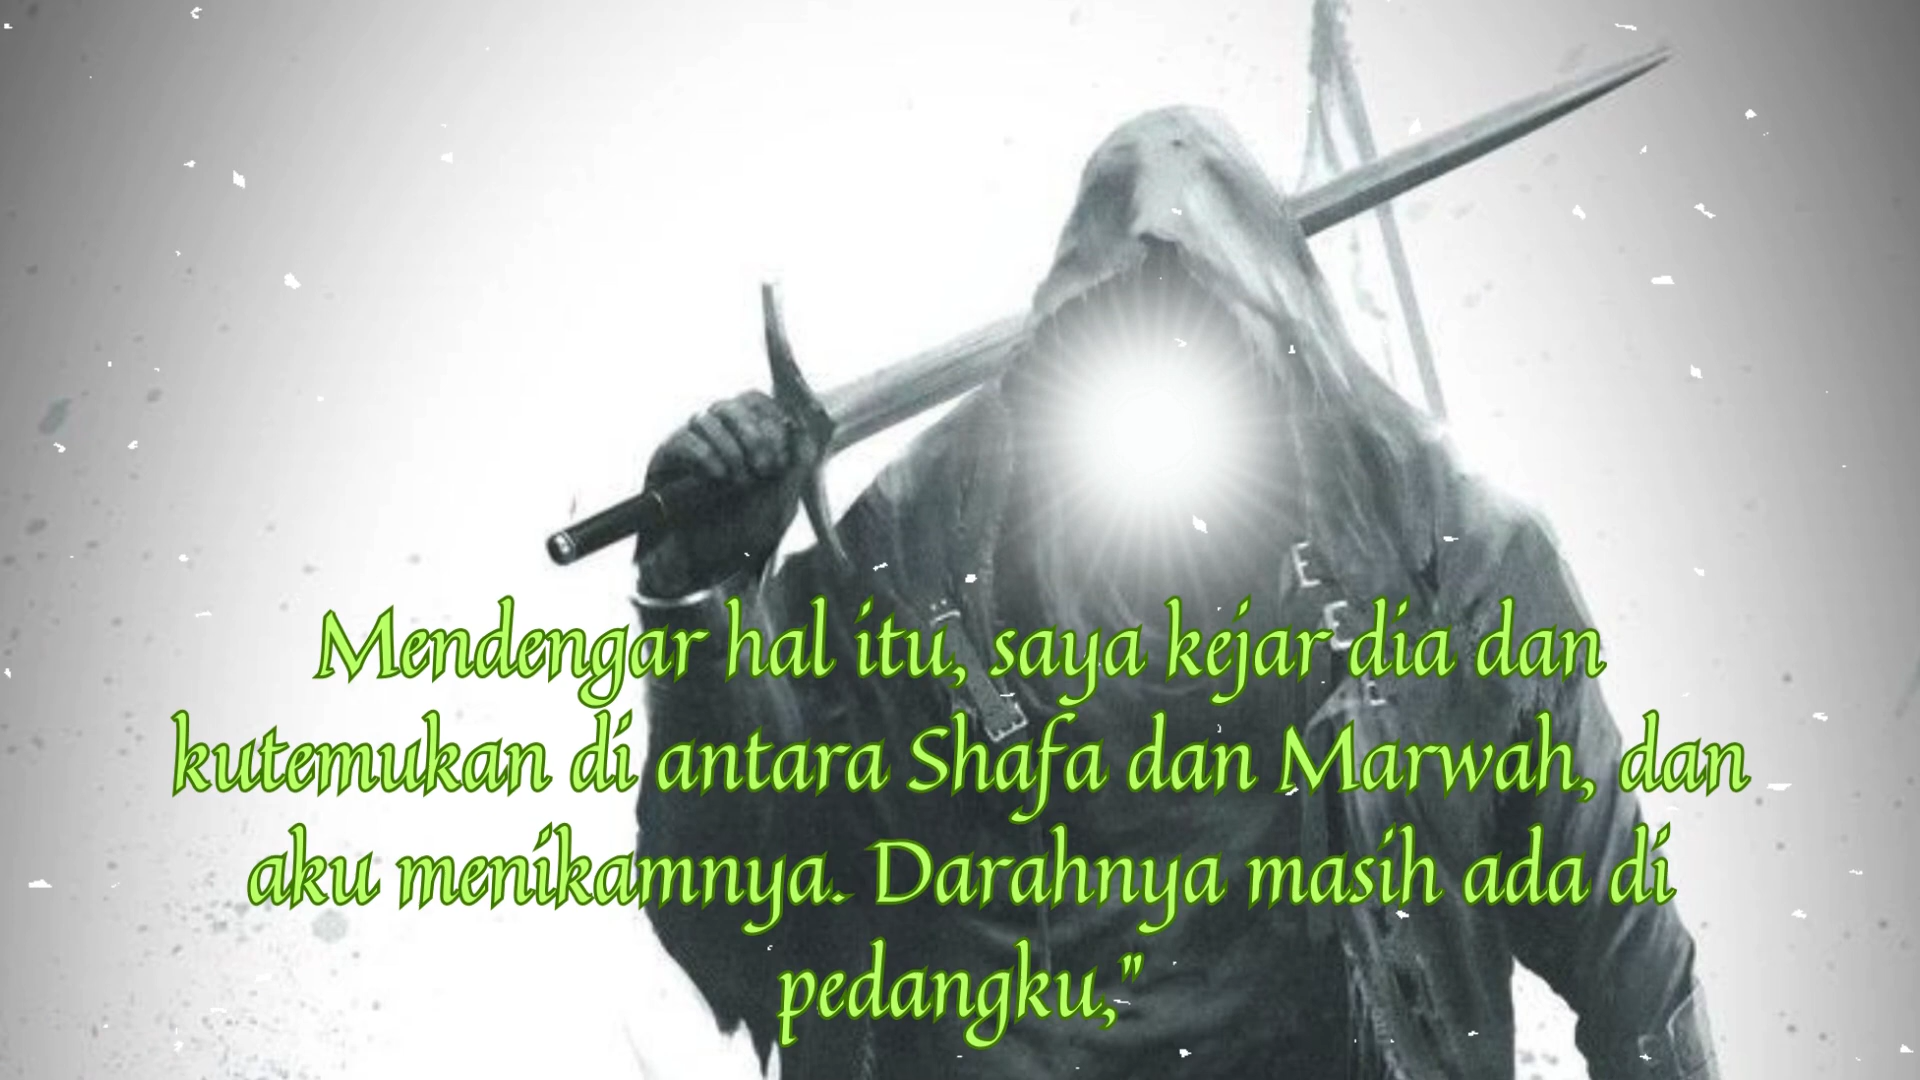 Mendengar hal itu, saya kejar dia dan
kutemukan di antara Shafa dan Marwah, dan
aku menikamnya. Darahnya masih ada di
pedangku,"